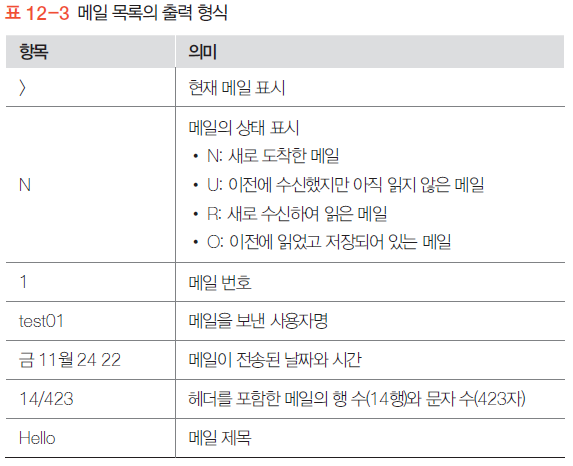 표 12-3 메일 목록의 출력 형식
항목 의미
> 현재 메일 표시
메일의 상태 표시
• N: 새로 도착한 메일
N • U: 이전에 수신했지만 아직 읽지 않은 메일
• R: 새로 수신하여 읽은 메일
• O: 이전에 읽었고 저장되어 있는 메일
1 메일 번호
test01 메일을 보낸 사용자명
금 11월 24 22 메일이 전송된 날짜와 시간
14/423 헤더를 포함한 메일의 행 수(14행)와 문자 수(423자)
Hello 메일 제목